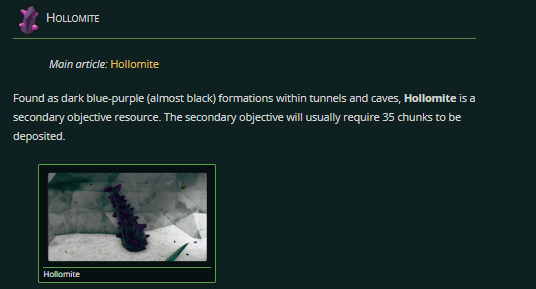 Hollomite
Main article: Hollomite
Found as dark blue-purple (almost black) formations within tunnels and caves, Hollomite is a
secondary objective resource. The secondary objective will usually require 35 chunks to be
deposited.
Hollomite